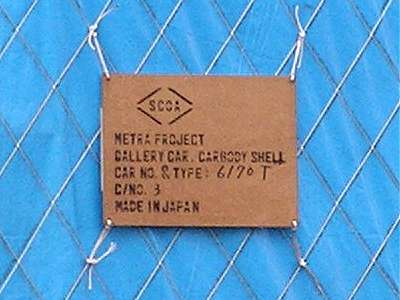 SCOA
METRA PROJECT
GALLERY CAR. CARBODY SHELL
CAR NO. & TYPE: 6170 T
C/NO. 3
MADE IN JAPAN